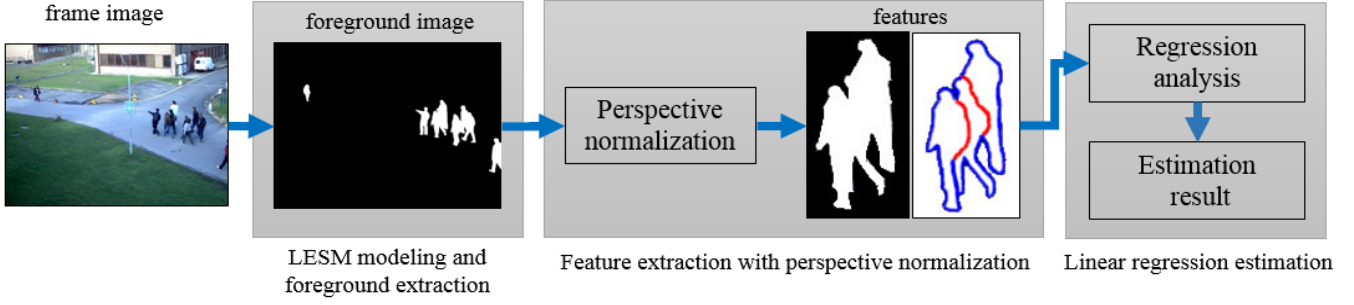 frame image
foreground image
features
Perspective
normalization
Regression
analysis
Estimation
result
LESM modeling and
foreground extraction
Feature extraction with perspective normalization
Linear regression estimation